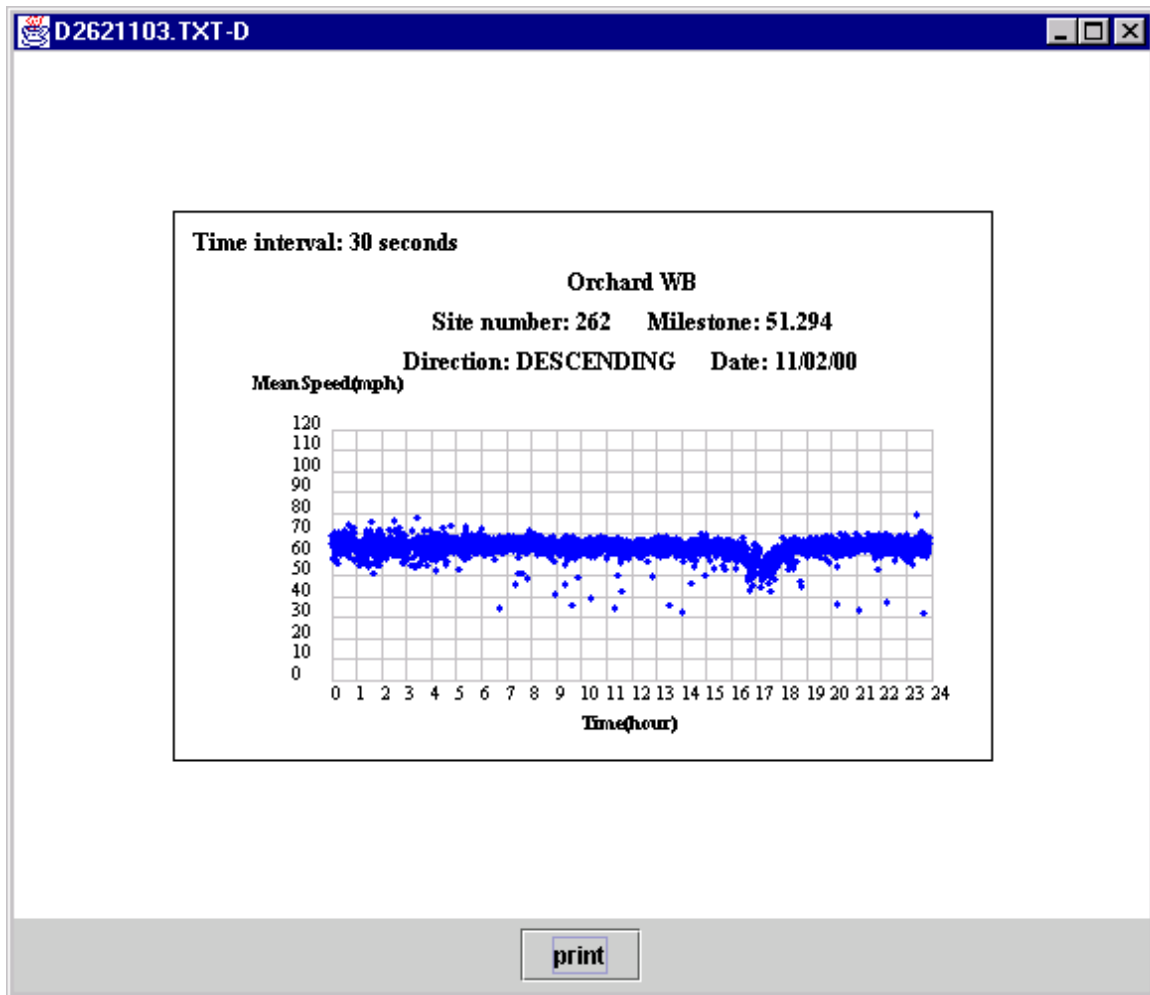 D2621103.TXT-D
Time interval: 30 seconds
Orchard WB
Site number: 262 Milestone: 51.294
Direction: DESCENDING Date: 11/02/00
Mean Speed(mph)
120
110
100
90
80
70
60
50
40
30
20
10
0
0 1 2 3 4 5 6 7 8 9 10 11 12 13 14 15 16 17 18 19 20 21 22 23 24
Time(hour)
print